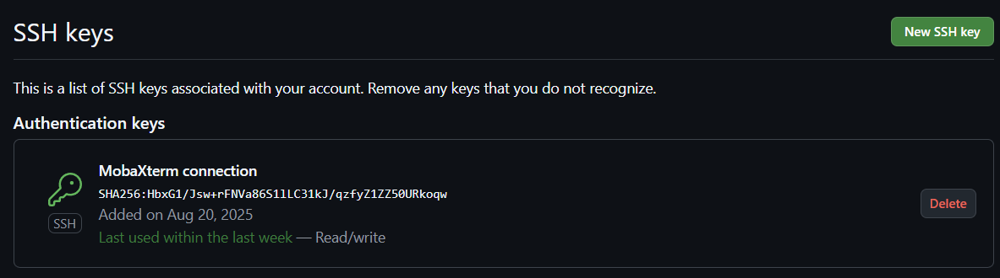 SSH keys
New SSH key
This is a list of SSH keys associated with your account. Remove any keys that you do not recognize.
Authentication keys
MobaXterm connection
SHA256:HbxG1/Jsw+rFNVa86S1lLC31kJ/qzfyZ1ZZ50URkoqw
Added on Aug 20, 2025
Last used within the last week — Read/write
SSH
Delete